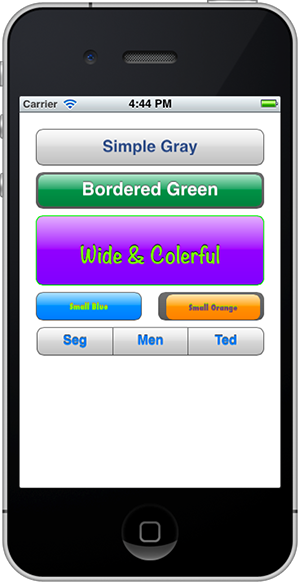 Carrier 4:44 PM
Simple Gray
Bordered Green
Wide & Colerful
Small Blue Small Orange
Seg Men Ted